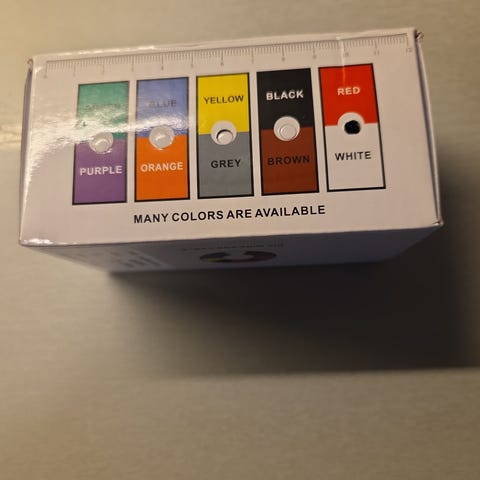 BLUE YELLOW BLACK RED
PURPLE ORANGE GREY BROWN WHITE
MANY COLORS ARE AVAILABLE